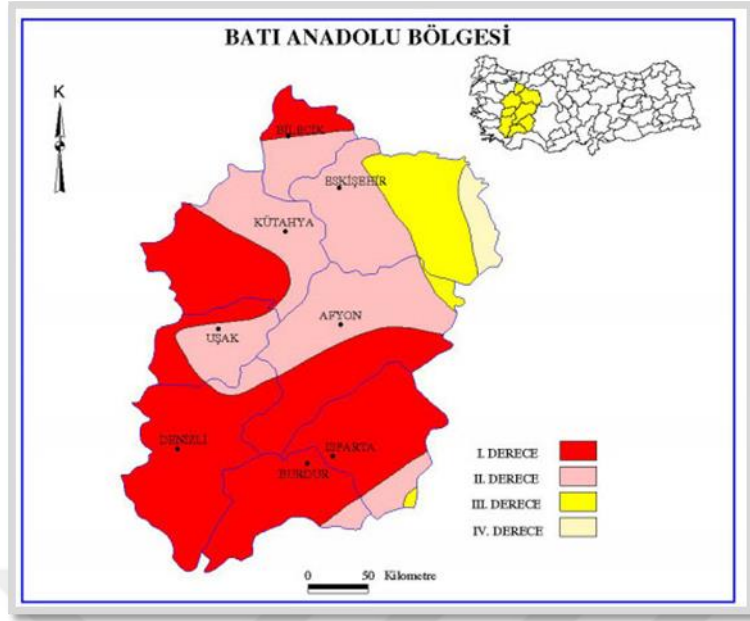 BATI ANADOLU BÖLGESİ
K
BİLECİK
ESKİŞEHİR
KÜTAHYA
AFYON
UŞAK
DENİZLİ
ISPARTA
BURDUR
I. DERECE
II. DERECE
III. DERECE
IV. DERECE
0 50 Kilometre